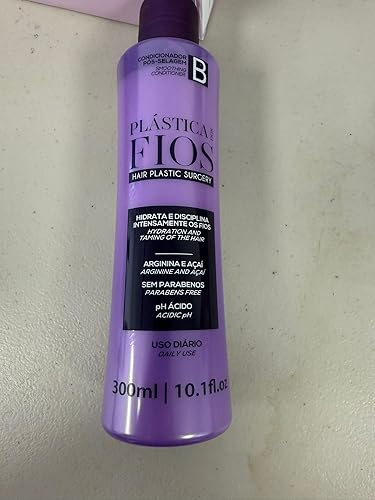 CONDICIONADOR
PÓS-SELAGEM
SMOOTHING
CONDITIONER
B
PLÁSTICA DOS
FIOS
HAIR PLASTIC SURGERY
HIDRATA E DISCIPLINA
INTENSAMENTE OS FIOS
HYDRATION AND
TAMING OF THE HAIR
ARGININA E AÇAÍ
ARGININE AND AÇAÍ
SEM PARABENOS
PARABENS FREE
pH ÁCIDO
ACIDIC pH
USO DIÁRIO
DAILY USE
300ml | 10.1fl.oz